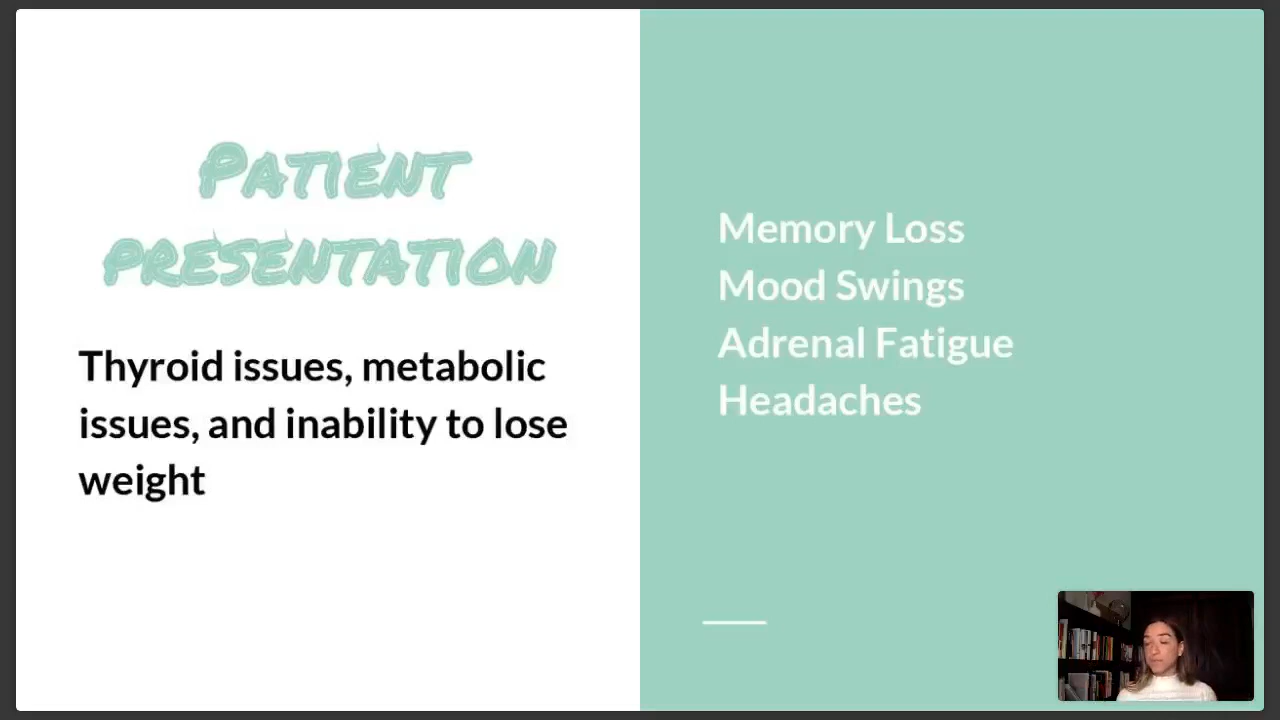 Patient
presentation
Thyroid issues, metabolic
issues, and inability to lose
weight
Memory Loss
Mood Swings
Adrenal Fatigue
Headaches